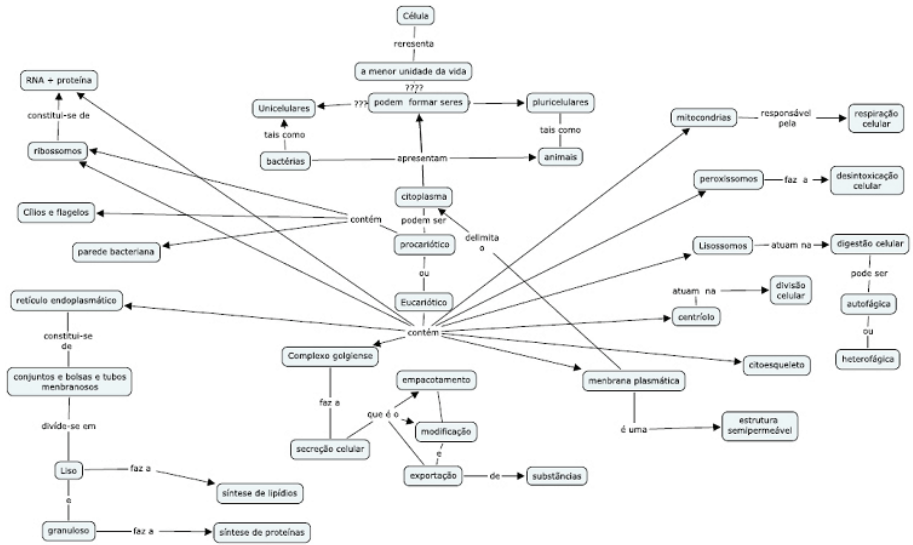 Célula
reresenta
a menor unidade da vida
????
RNA + proteína
Unicelulares
???
podem formar seres
pluricelulares
constitui-se de
tais como
tais como
mitocondrias
responsável
pela
respiração
celular
ribossomos
bactérias
apresentam
animais
citoplasma
peroxissomos
faz a
desintoxicação
celular
Cílios e flagelos
contém
podem ser
parede bacteriana
procariótico
delimita
o
Lisossomos
atuam na
digestão celular
ou
pode ser
retículo endoplasmático
Eucariótico
atuam na
divisão
celular
autofágica
contém
centríolo
ou
constitui-se
de
Complexo golgiense
heterofágica
citoesqueleto
conjuntos e bolsas e tubos
menbranosos
empacotamento
menbrana plasmática
faz a
que é o
divíde-se em
modificação
é uma
estrutura
semipermeável
secreção celular
e
Liso
faz a
exportação
de
substâncias
síntese de lipídios
e
granuloso
faz a
síntese de proteínas